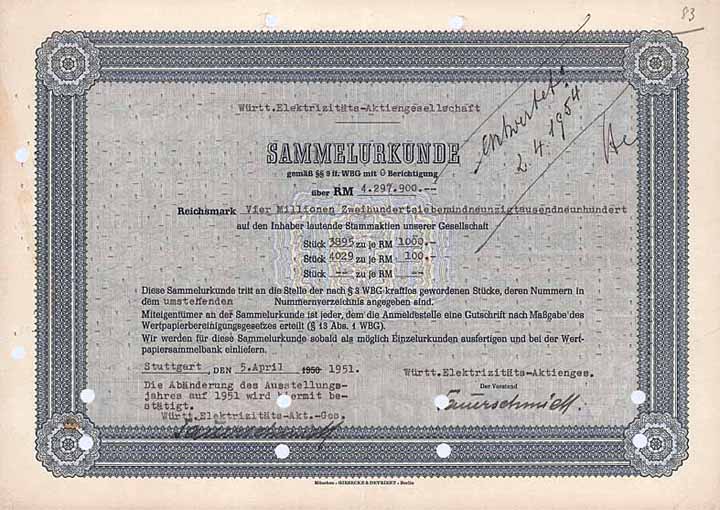 83
Württ.Elektrizitäts-Aktiengesellschaft
entwertet:
2.4.1954
SAMMELURKUNDE
gemäß §§ 9 ff. WBG mit O Berichtigung
über RM 4.297.900.--
Reichsmark Vier Millionen Zweihundertsiebenundneunzigtausendneunhundert
auf den Inhaber lautende Stammaktien unserer Gesellschaft
Stück 3895 zu je RM 1000.-
Stück 4029 zu je RM 100.-
Stück -- zu je RM --
Diese Sammelurkunde tritt an die Stelle der nach § 3 WBG kraftlos gewordenen Stücke, deren Nummern in
dem umstehenden Nummernverzeichnis angegeben sind.
Miteigentümer an der Sammelurkunde ist jeder, dem die Anmeldestelle eine Gutschrift nach Maßgabe des
Wertpapierbereinigungsgesetzes erteilt (§ 13 Abs. 1 WBG).
Wir werden für diese Sammelurkunde sobald als möglich Einzelurkunden ausfertigen und bei der Wert-
papiersammelbank einliefern.
Stuttgart, DEN 5.April 1950 1951.
Württ.Elektrizitäts-Aktienges.
Der Vorstand
Sauerschmidt.
Die Abänderung des Ausstellungs-
jahres auf 1951 wird hiermit be-
stätigt.
Württ.Elektrizitäts-Akt.-Ges.
Sauerschmidt
München - GIESECKE & DEVRIENT - Berlin